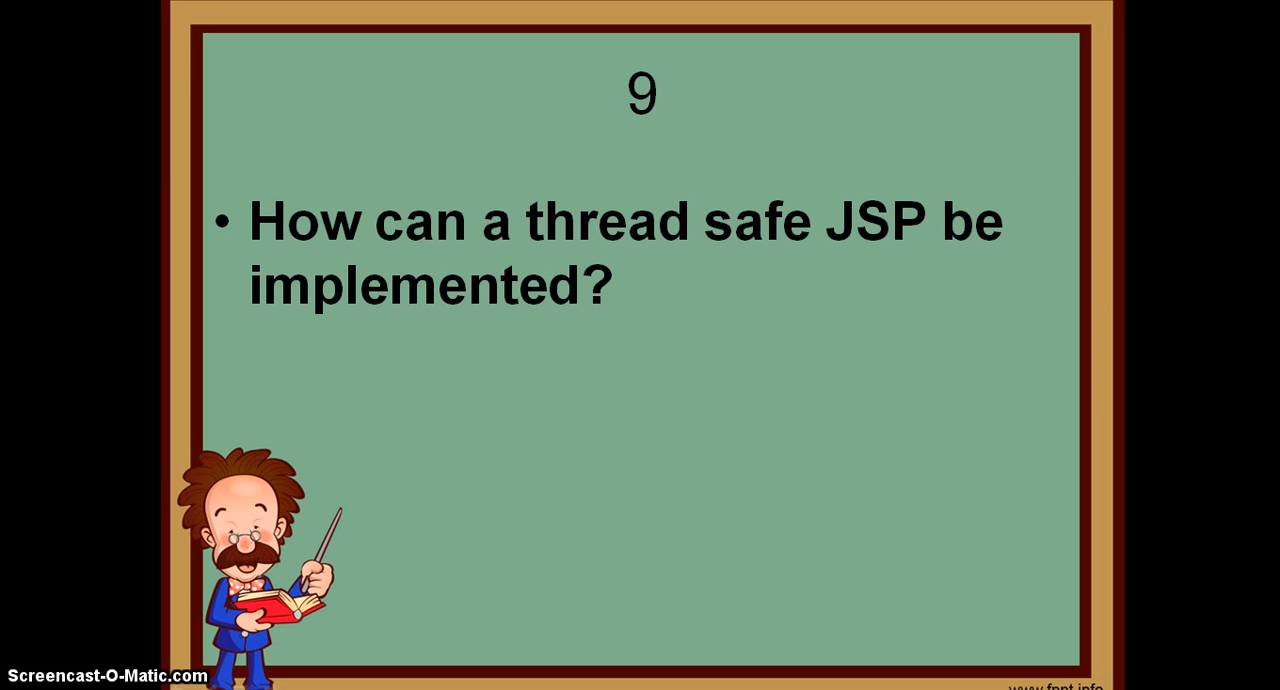 9
• How can a thread safe JSP be
implemented?
Screencast-O-Matic.com